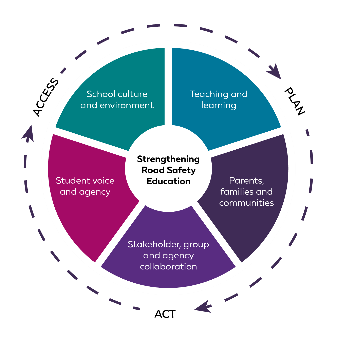 ACCESS
PLAN
ACT
School culture
and environment
Teaching and
learning
Strengthening
Road Safety
Education
Student voice
and agency
Parents,
families and
communities
Stakeholder, group
and agency
collaboration